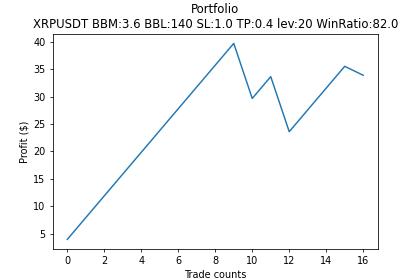 Portfolio
XRPUSDT BBM:3.6 BBL:140 SL:1.0 TP:0.4 lev:20 WinRatio:82.0
40
35
30
25
20
15
10
5
Profit ($)
0 2 4 6 8 10 12 14 16
Trade counts